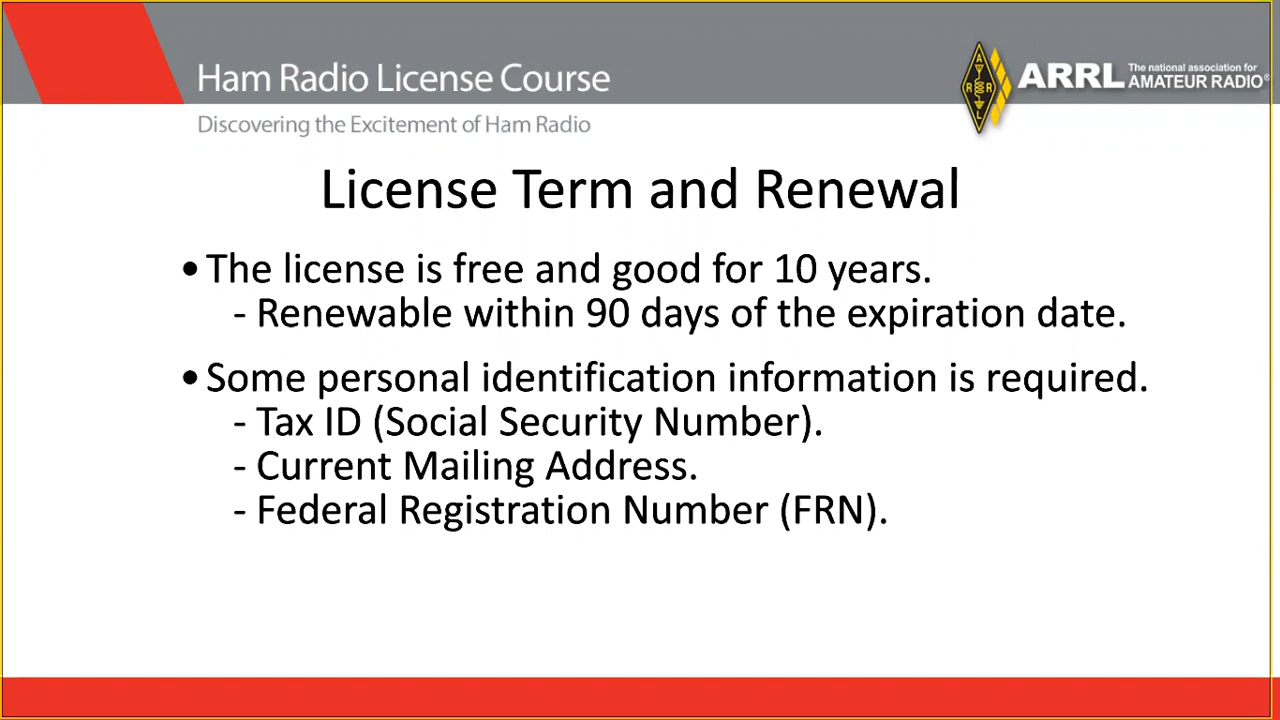 Ham Radio License Course
Discovering the Excitement of Ham Radio
A
R R
L
ARRL The national association for
AMATEUR RADIO®
License Term and Renewal
• The license is free and good for 10 years.
- Renewable within 90 days of the expiration date.
• Some personal identification information is required.
- Tax ID (Social Security Number).
- Current Mailing Address.
- Federal Registration Number (FRN).